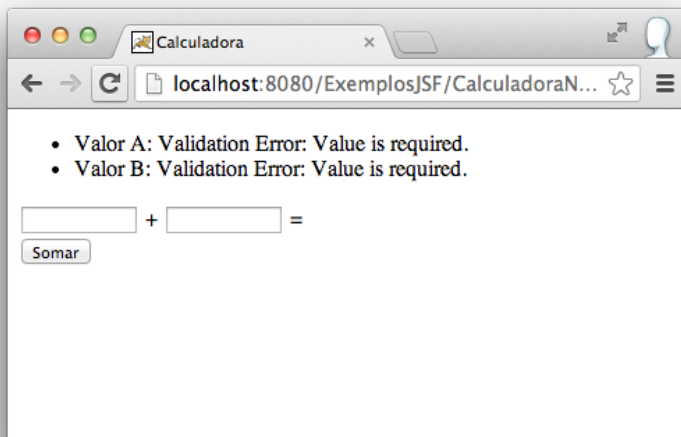 Calculadora
localhost:8080/ExemplosJSF/CalculadoraN...
• Valor A: Validation Error: Value is required.
• Valor B: Validation Error: Value is required.
+ =
Somar